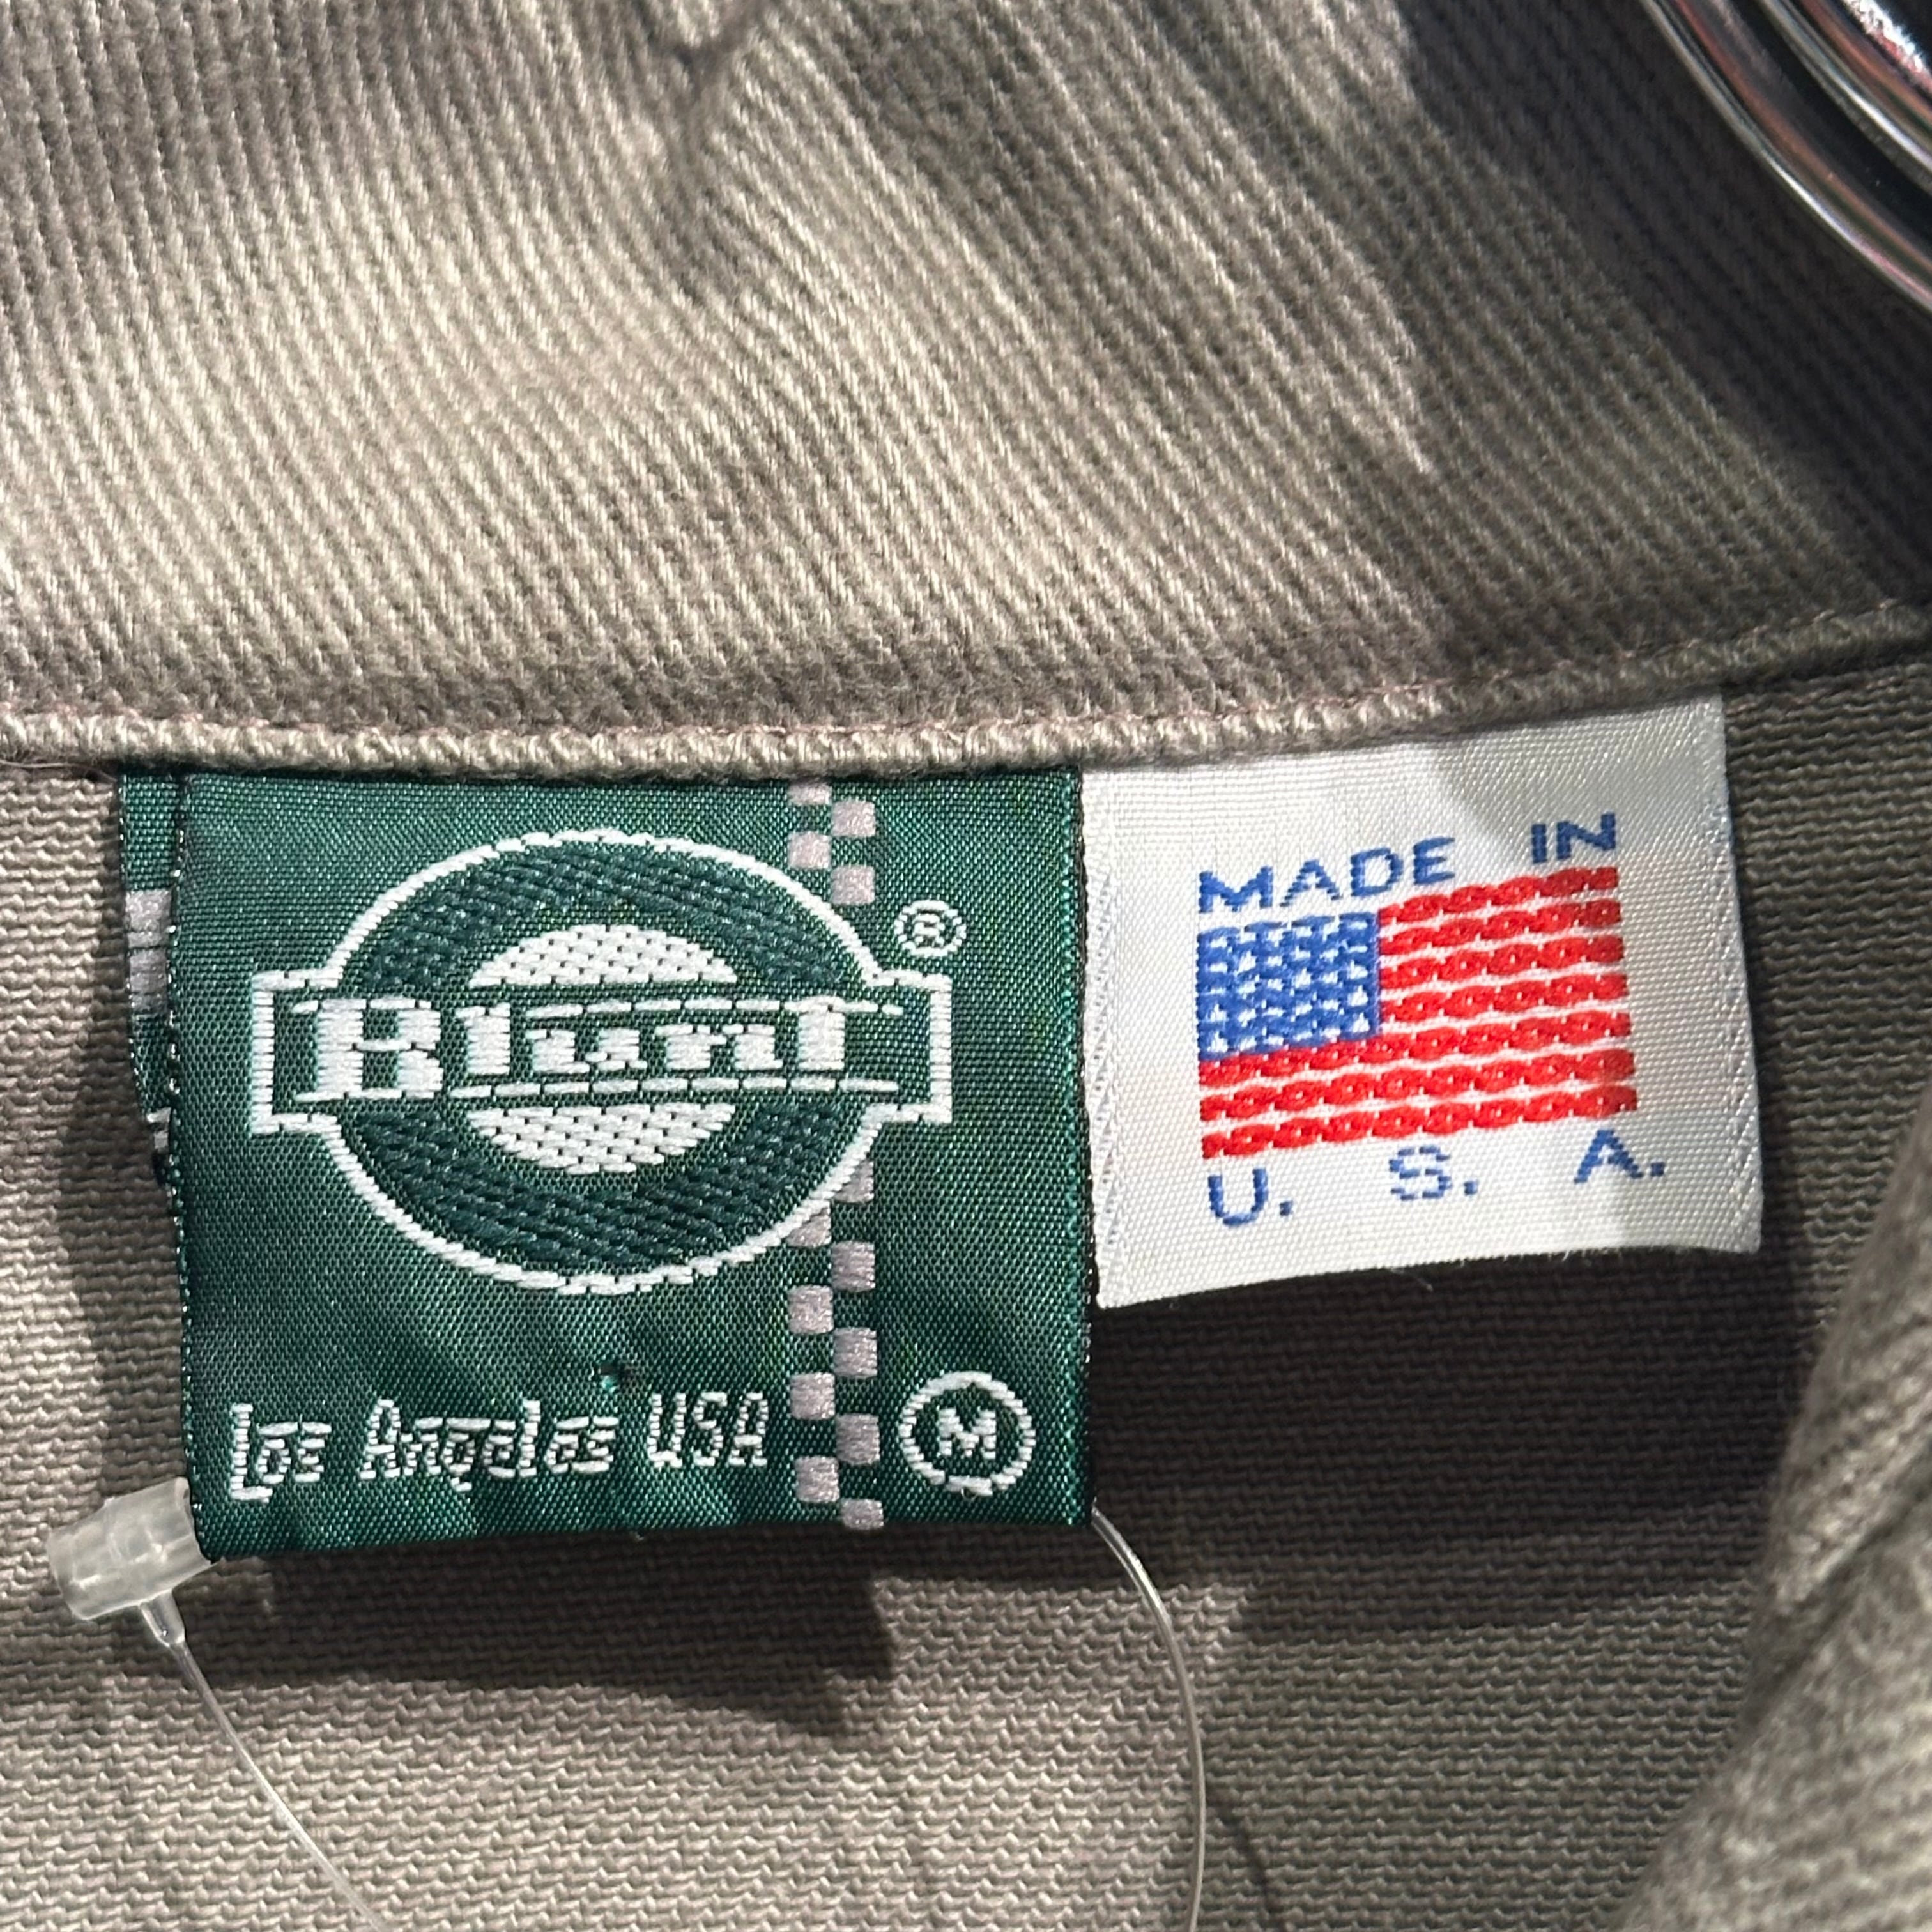 Blunt
®
Los Angeles USA
M
MADE IN
U. S. A.